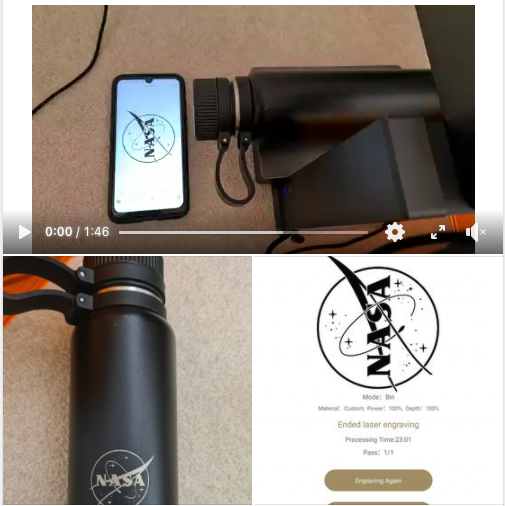 NASA
0:00 / 1:46
NASA
NASA
Mode: Bin
Material: Custom, Power: 100%, Depth: 100%
Ended laser engraving
Processing Time:23:01
Pass: 1/1
Engraving Again